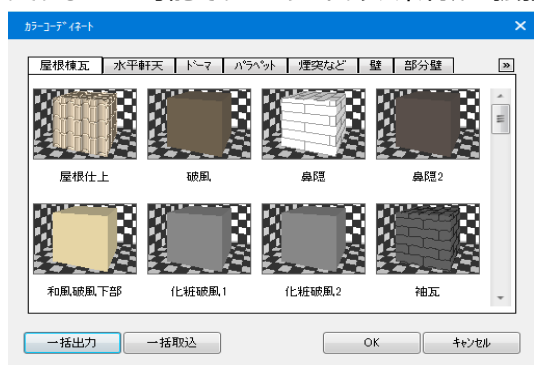 ｶﾗｰｺｰﾃﾞｨﾈｰﾄ
屋根棟瓦 水平軒天 ﾄﾞｰﾏ ﾊﾟﾗﾍﾟｯﾄ 煙突など 壁 部分壁 »
屋根仕上 破風 鼻隠 鼻隠2
和風破風下部 化粧破風1 化粧破風2 袖瓦
一括出力 一括取込 OK ｷｬﾝｾﾙ